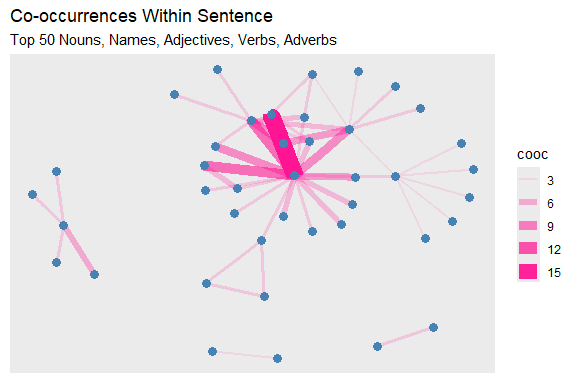 Co-occurrences Within Sentence
Top 50 Nouns, Names, Adjectives, Verbs, Adverbs
cooc
3
6
9
12
15